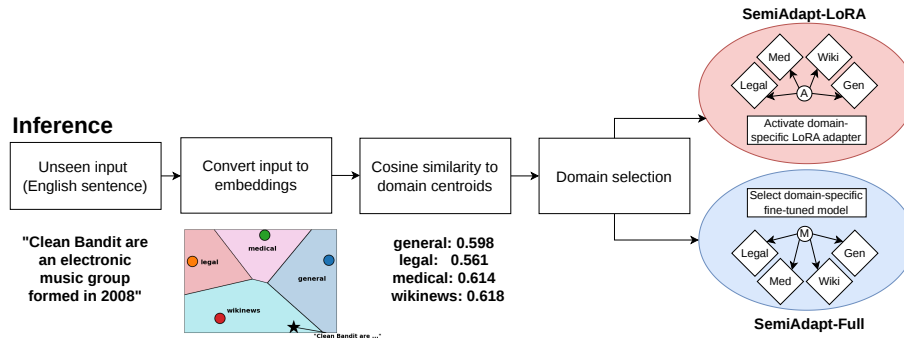 SemiAdapt-LoRA
Med
Wiki
Legal
Gen
A
Activate domain-
specific LoRA adapter
Inference
Unseen input
(English sentence)
Convert input to
embeddings
Cosine similarity to
domain centroids
Domain selection
"Clean Bandit are
an electronic
music group
formed in 2008"
medical
legal
general
wikinews
"Clean Bandit are ..."
general: 0.598
legal: 0.561
medical: 0.614
wikinews: 0.618
Select domain-specific
fine-tuned model
M
Legal
Gen
Med
Wiki
SemiAdapt-Full